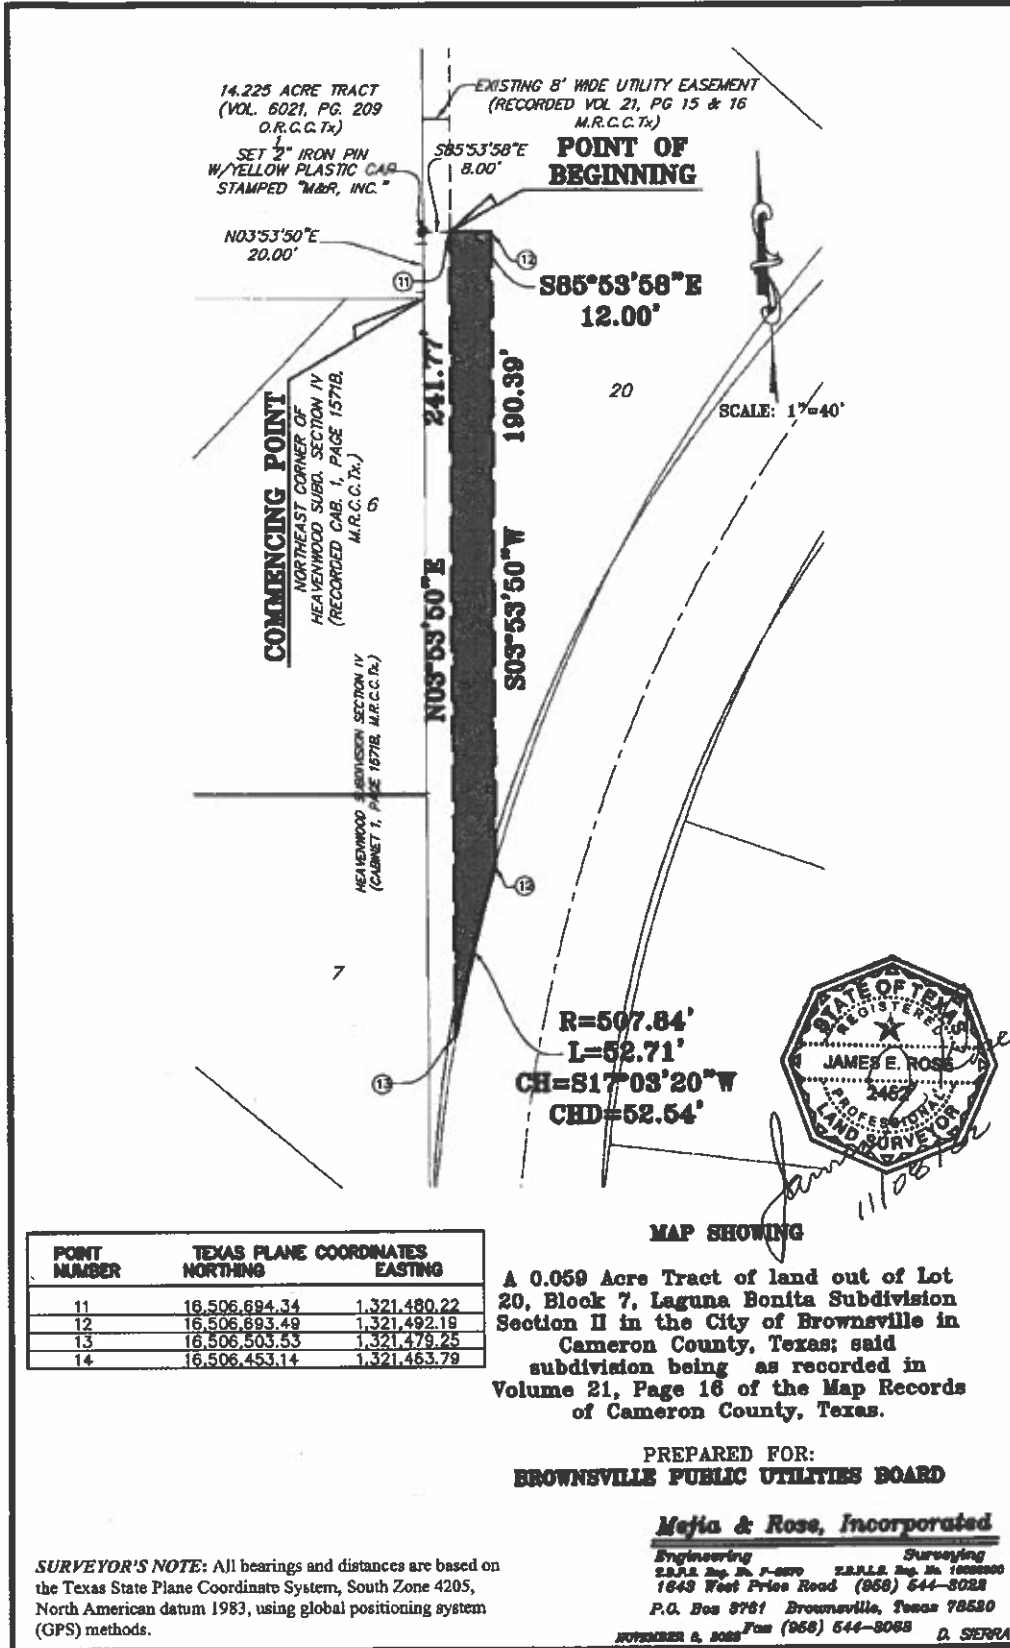 14.225 ACRE TRACT
(VOL. 6021, PG. 209
O.R.C.C.Tx)
SET 1/2" IRON PIN
W/YELLOW PLASTIC CAP
STAMPED "M&R, INC."
EXISTING 8' WIDE UTILITY EASEMENT
(RECORDED VOL 21, PG 15 & 16
M.R.C.C.Tx)
S85°53'58"E
8.00'
POINT OF
BEGINNING
N03°53'50"E
20.00'
11
12
S85°53'58"E
12.00'
241.77'
190.39'
20
SCALE: 1"=40'
COMMENCING POINT
NORTHEAST CORNER OF
HEAVENWOOD SUBD. SECTION IV
(RECORDED CAB. 1, PAGE 1571B,
M.R.C.C.Tx.)
6
N03°53'50"E
S03°53'50"W
HEAVENWOOD SUBDIVISION SECTION IV
(CABINET 1, PAGE 1571B, M.R.C.C.Tx.)
7
R=507.84'
L=52.71'
CH=S17°03'20"W
CHD=52.54'
13
STATE OF TEXAS
REGISTERED
JAMES E. ROSE
2462
PROFESSIONAL
LAND SURVEYOR
POINT NUMBER TEXAS PLANE COORDINATES
NORTHING EASTING
11 16,506,694.34 1,321,480.22
12 16,506,693.49 1,321,492.19
13 16,506,503.53 1,321,479.25
14 16,506,453.14 1,321,463.79
MAP SHOWING
A 0.059 Acre Tract of land out of Lot
20, Block 7, Laguna Bonita Subdivision
Section II in the City of Brownsville in
Cameron County, Texas; said
subdivision being as recorded in
Volume 21, Page 16 of the Map Records
of Cameron County, Texas.
PREPARED FOR:
BROWNSVILLE PUBLIC UTILITIES BOARD
SURVEYOR'S NOTE: All bearings and distances are based on
the Texas State Plane Coordinate System, South Zone 4205,
North American datum 1983, using global positioning system
(GPS) methods.
Mejia & Rose, Incorporated
Engineering Surveying
1643 West Price Road (956) 544-3022
P.O. Box 3761 Brownsville, Texas 78520
Fax (956) 544-3068
D. SIERRA